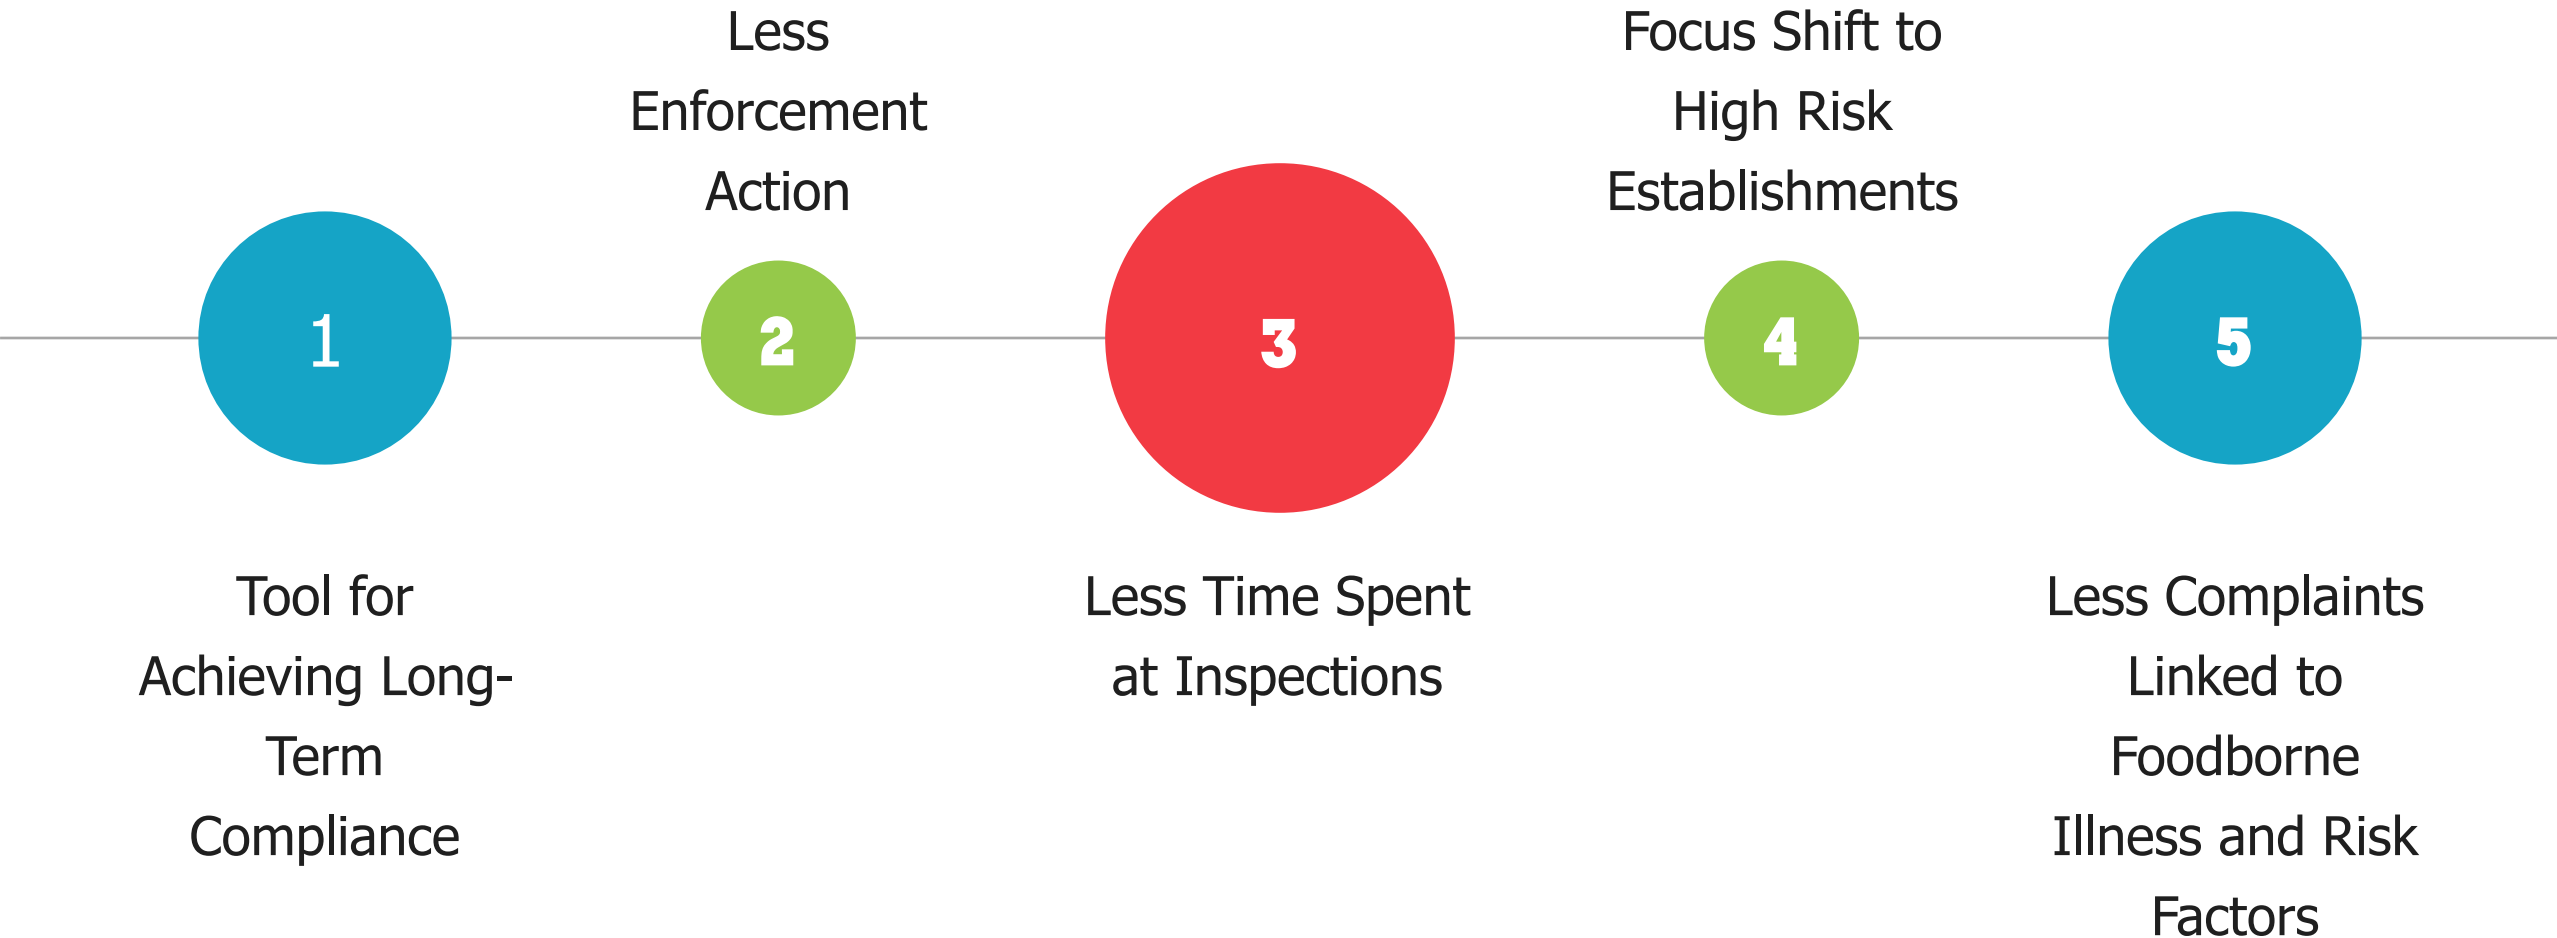 1
Tool for
Achieving Long-
Term
Compliance
Less
Enforcement
Action
2
3
Less Time Spent
at Inspections
Focus Shift to
High Risk
Establishments
4
5
Less Complaints
Linked to
Foodborne
Illness and Risk
Factors